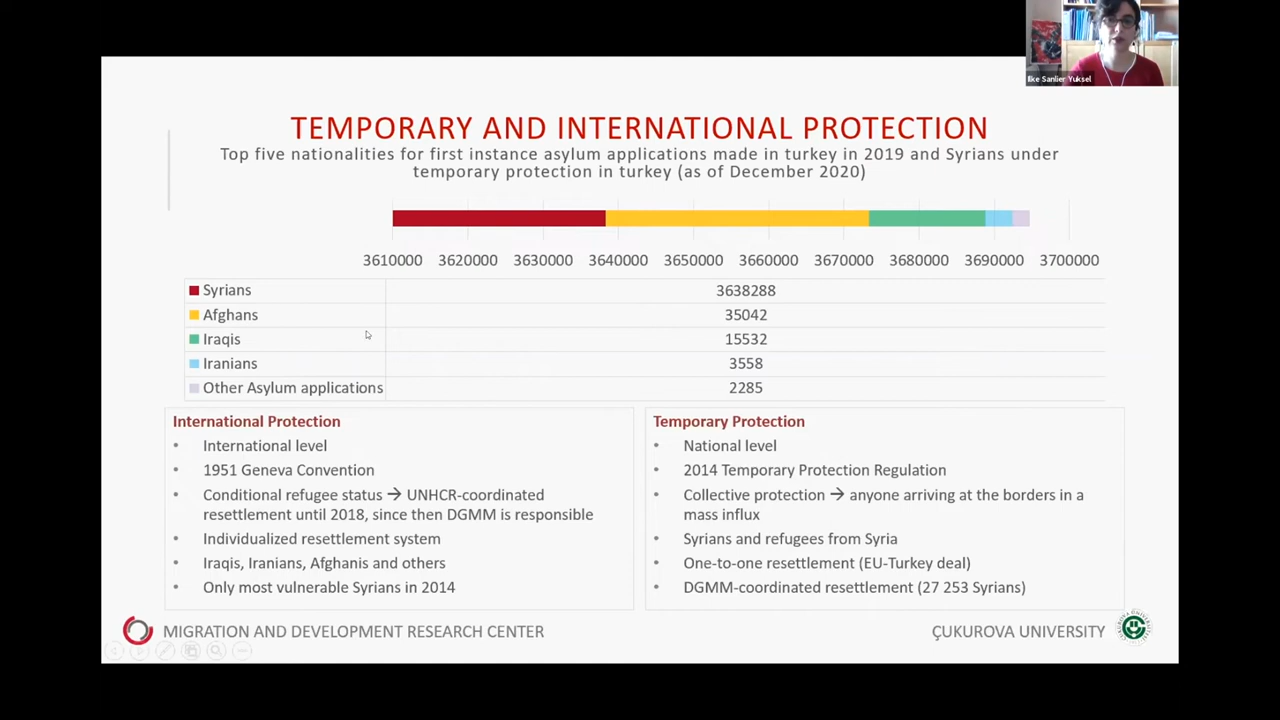 Ilke Sanlier Yuksel
TEMPORARY AND INTERNATIONAL PROTECTION
Top five nationalities for first instance asylum applications made in turkey in 2019 and Syrians under
temporary protection in turkey (as of December 2020)
3610000 3620000 3630000 3640000 3650000 3660000 3670000 3680000 3690000 3700000
Syrians 3638288
Afghans 35042
Iraqis 15532
Iranians 3558
Other Asylum applications 2285
International Protection
• International level
• 1951 Geneva Convention
• Conditional refugee status → UNHCR-coordinated
resettlement until 2018, since then DGMM is responsible
• Individualized resettlement system
• Iraqis, Iranians, Afghanis and others
• Only most vulnerable Syrians in 2014
Temporary Protection
• National level
• 2014 Temporary Protection Regulation
• Collective protection → anyone arriving at the borders in a
mass influx
• Syrians and refugees from Syria
• One-to-one resettlement (EU-Turkey deal)
• DGMM-coordinated resettlement (27 253 Syrians)
MIGRATION AND DEVELOPMENT RESEARCH CENTER
ÇUKUROVA UNIVERSITY